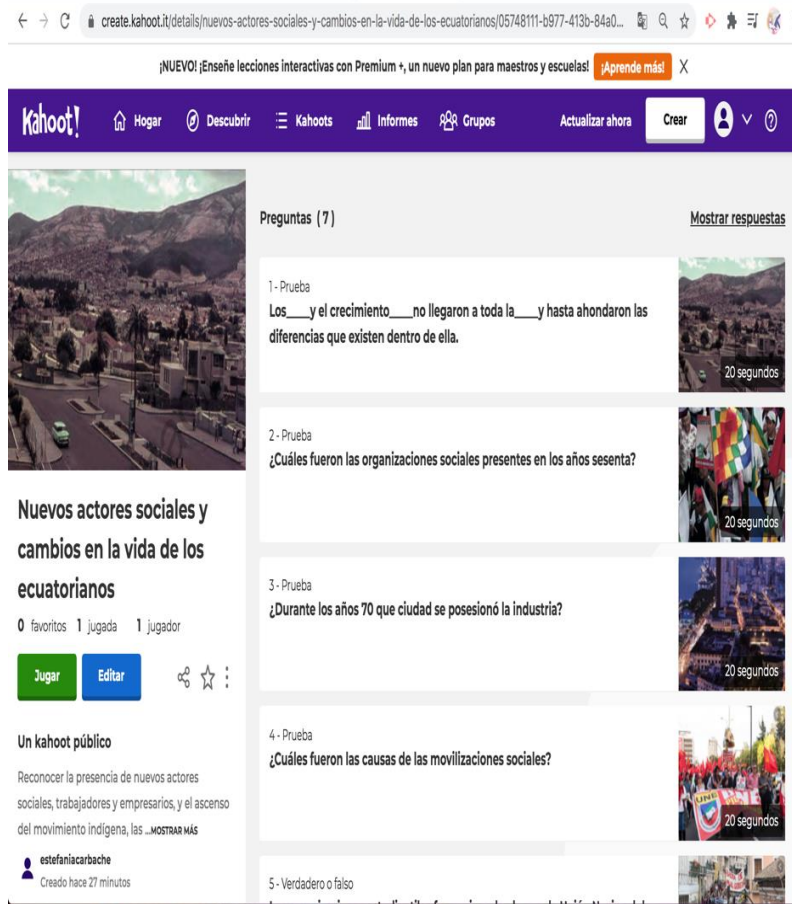 create.kahoot.it/details/nuevos-actores-sociales-y-cambios-en-la-vida-de-los-ecuatorianos/05748111-b977-413b-84a0...
¡NUEVO! ¡Enseñe lecciones interactivas con Premium +, un nuevo plan para maestros y escuelas! ¡Aprende más! X
Kahoot! Hogar Descubrir Kahoots Informes Grupos Actualizar ahora Crear
Preguntas (7) Mostrar respuestas
1 - Prueba
Los____y el crecimiento____no llegaron a toda la____y hasta ahondaron las
diferencias que existen dentro de ella.
20 segundos
2 - Prueba
¿Cuáles fueron las organizaciones sociales presentes en los años sesenta?
20 segundos
3 - Prueba
¿Durante los años 70 que ciudad se posesionó la industria?
20 segundos
4 - Prueba
¿Cuáles fueron las causas de las movilizaciones sociales?
UNE
20 segundos
5 - Verdadero o falso
Nuevos actores sociales y
cambios en la vida de los
ecuatorianos
0 favoritos 1 jugada 1 jugador
Jugar Editar
Un kahoot público
Reconocer la presencia de nuevos actores
sociales, trabajadores y empresarios, y el ascenso
del movimiento indígena, las ...MOSTRAR MÁS
estefaniacarbache
Creado hace 27 minutos